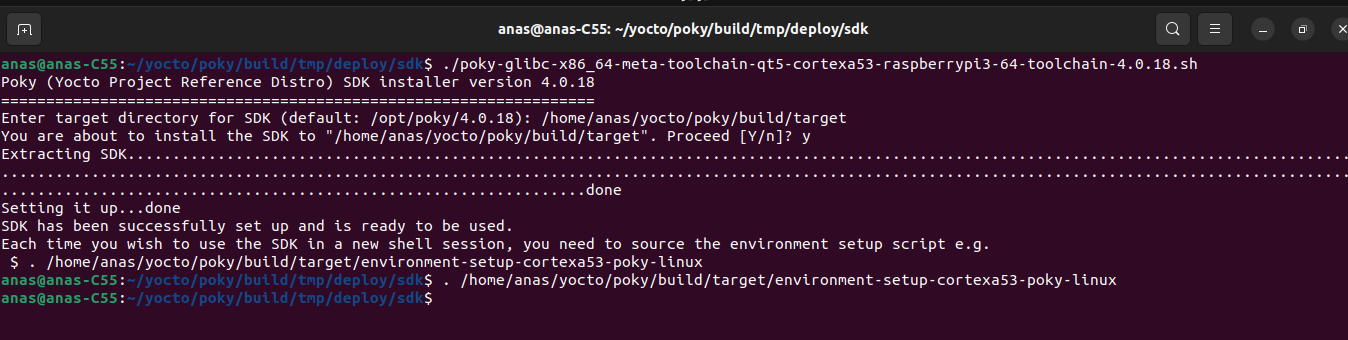 anas@anas-C55: ~/yocto/poky/build/tmp/deploy/sdk
anas@anas-C55:~/yocto/poky/build/tmp/deploy/sdk$ ./poky-glibc-x86_64-meta-toolchain-qt5-cortexa53-raspberrypi3-64-toolchain-4.0.18.sh
Poky (Yocto Project Reference Distro) SDK installer version 4.0.18
==================================================================
Enter target directory for SDK (default: /opt/poky/4.0.18): /home/anas/yocto/poky/build/target
You are about to install the SDK to "/home/anas/yocto/poky/build/target". Proceed [Y/n]? y
Extracting SDK.......................................................................................................................................
......................................................................................................................................................
.................................................................done
Setting it up...done
SDK has been successfully set up and is ready to be used.
Each time you wish to use the SDK in a new shell session, you need to source the environment setup script e.g.
 $ . /home/anas/yocto/poky/build/target/environment-setup-cortexa53-poky-linux
anas@anas-C55:~/yocto/poky/build/tmp/deploy/sdk$ . /home/anas/yocto/poky/build/target/environment-setup-cortexa53-poky-linux
anas@anas-C55:~/yocto/poky/build/tmp/deploy/sdk$